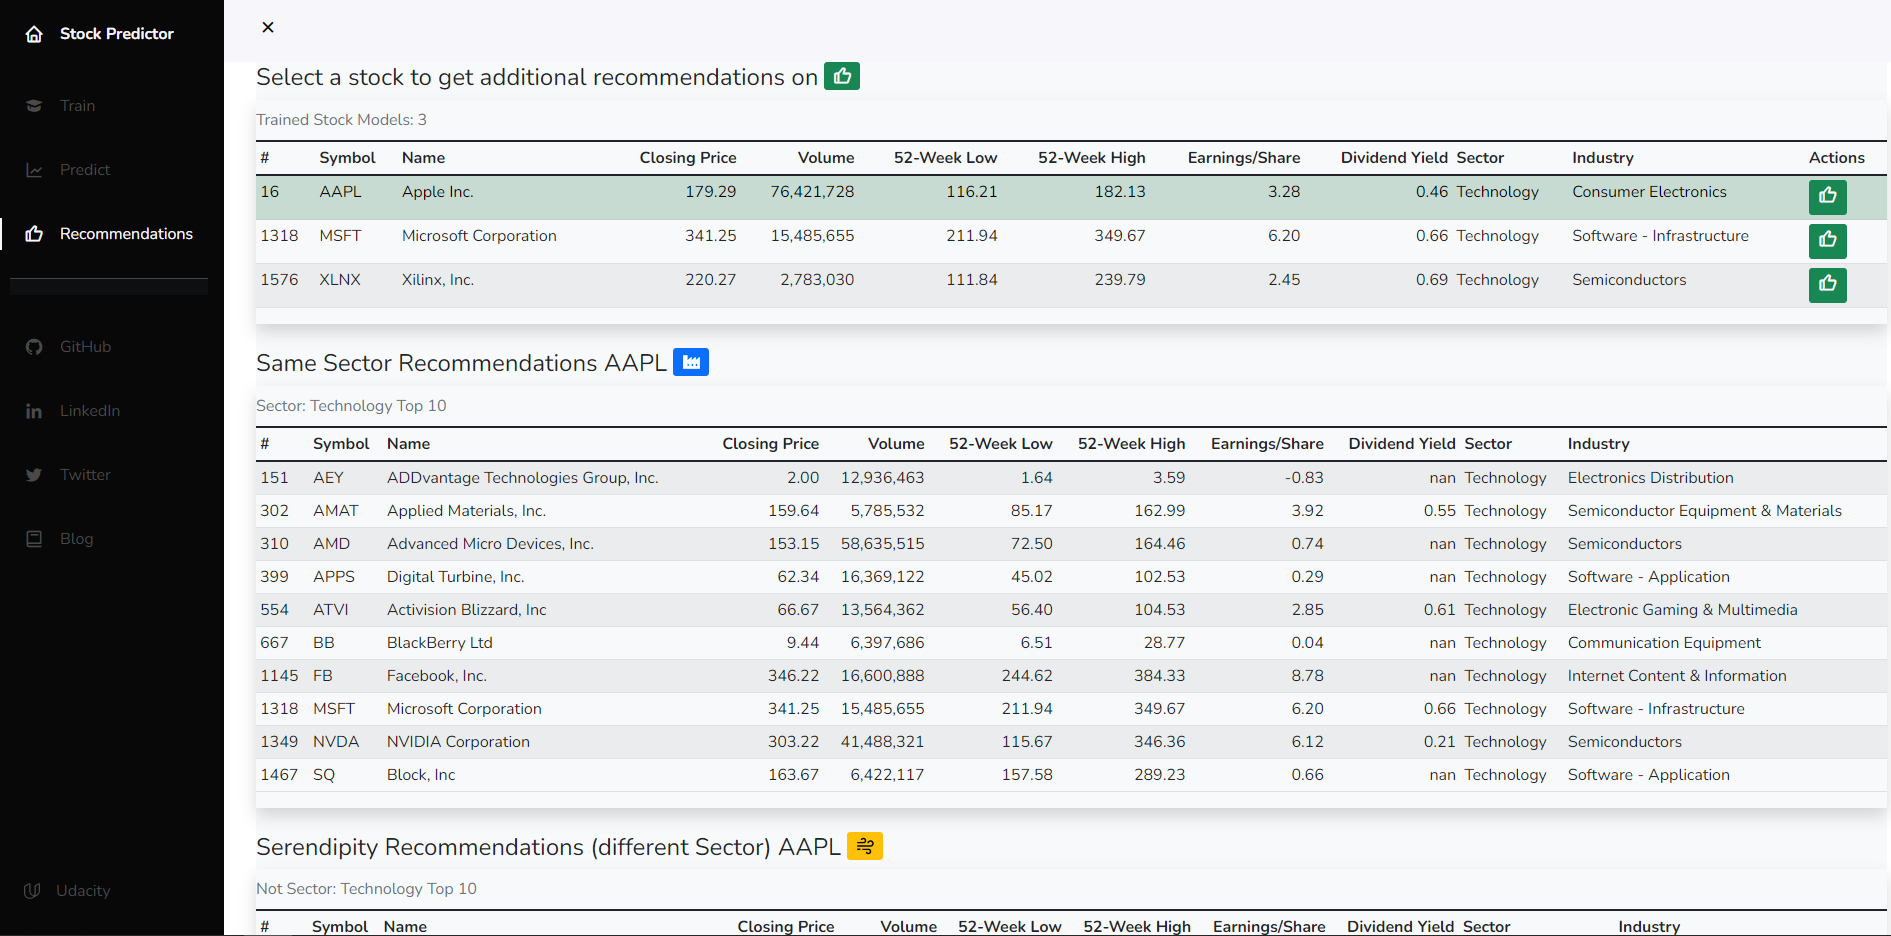 Stock Predictor
Train
Predict
Recommendations
GitHub
LinkedIn
Twitter
Blog
Udacity
×
Select a stock to get additional recommendations on
Trained Stock Models: 3
# Symbol Name Closing Price Volume 52-Week Low 52-Week High Earnings/Share Dividend Yield Sector Industry Actions
16 AAPL Apple Inc. 179.29 76,421,728 116.21 182.13 3.28 0.46 Technology Consumer Electronics
1318 MSFT Microsoft Corporation 341.25 15,485,655 211.94 349.67 6.20 0.66 Technology Software - Infrastructure
1576 XLNX Xilinx, Inc. 220.27 2,783,030 111.84 239.79 2.45 0.69 Technology Semiconductors
Same Sector Recommendations AAPL
Sector: Technology Top 10
# Symbol Name Closing Price Volume 52-Week Low 52-Week High Earnings/Share Dividend Yield Sector Industry
151 AEY ADDvantage Technologies Group, Inc. 2.00 12,936,463 1.64 3.59 -0.83 nan Technology Electronics Distribution
302 AMAT Applied Materials, Inc. 159.64 5,785,532 85.17 162.99 3.92 0.55 Technology Semiconductor Equipment & Materials
310 AMD Advanced Micro Devices, Inc. 153.15 58,635,515 72.50 164.46 0.74 nan Technology Semiconductors
399 APPS Digital Turbine, Inc. 62.34 16,369,122 45.02 102.53 0.29 nan Technology Software - Application
554 ATVI Activision Blizzard, Inc 66.67 13,564,362 56.40 104.53 2.85 0.61 Technology Electronic Gaming & Multimedia
667 BB BlackBerry Ltd 9.44 6,397,686 6.51 28.77 0.04 nan Technology Communication Equipment
1145 FB Facebook, Inc. 346.22 16,600,888 244.62 384.33 8.78 nan Technology Internet Content & Information
1318 MSFT Microsoft Corporation 341.25 15,485,655 211.94 349.67 6.20 0.66 Technology Software - Infrastructure
1349 NVDA NVIDIA Corporation 303.22 41,488,321 115.67 346.36 6.12 0.21 Technology Semiconductors
1467 SQ Block, Inc 163.67 6,422,117 157.58 289.23 0.66 nan Technology Software - Application
Serendipity Recommendations (different Sector) AAPL
Not Sector: Technology Top 10
# Symbol Name Closing Price Volume 52-Week Low 52-Week High Earnings/Share Dividend Yield Sector Industry